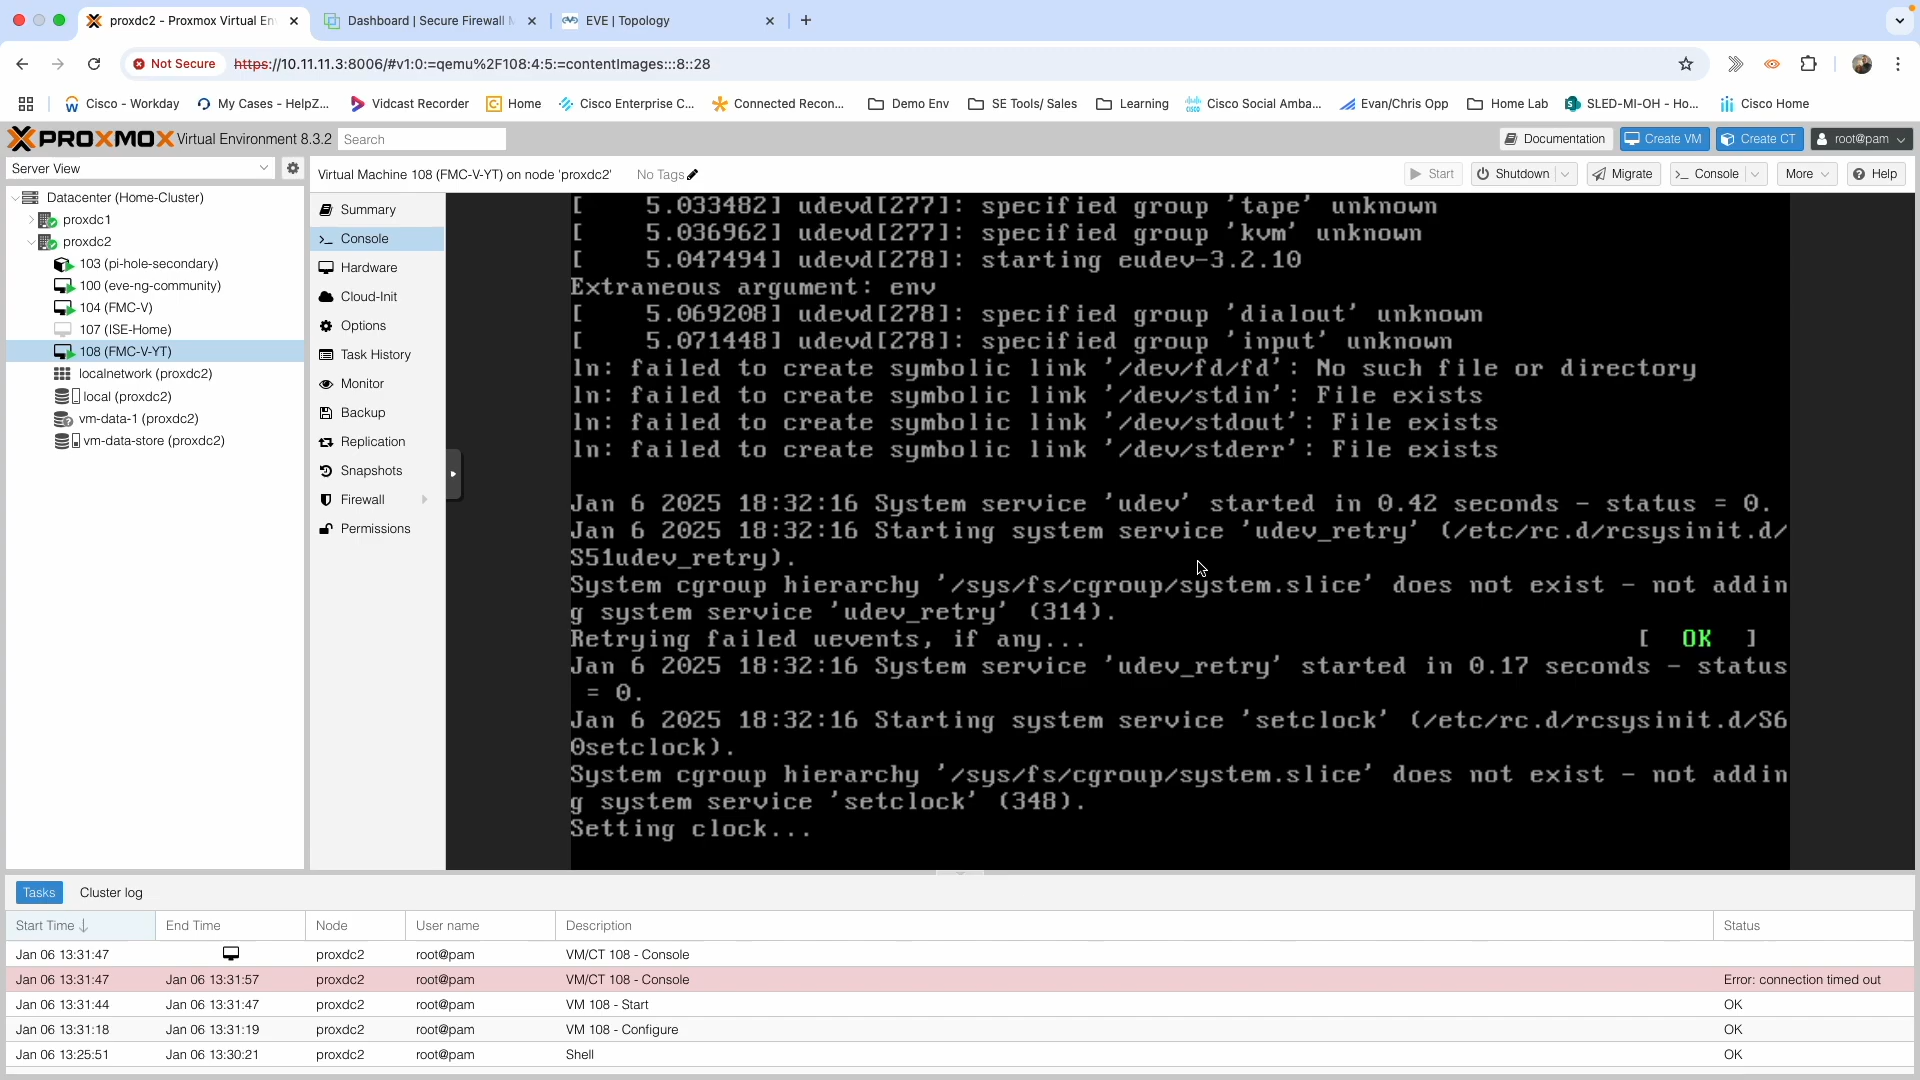 proxdc2 - Proxmox Virtual En
Dashboard | Secure Firewall M
EVE | Topology
Not Secure
https://10.11.11.3:8006/#v1:0:=qemu%2F108:4:5:=contentImages:::8::28
Cisco - Workday
My Cases - HelpZ...
Vidcast Recorder
Home
Cisco Enterprise C...
Connected Recon...
Demo Env
SE Tools/ Sales
Learning
Cisco Social Amba...
Evan/Chris Opp
Home Lab
SLED-MI-OH - Ho...
Cisco Home
PROXMOX Virtual Environment 8.3.2
Search
Documentation
Create VM
Create CT
root@pam
Server View
Virtual Machine 108 (FMC-V-YT) on node 'proxdc2'
No Tags
Start
Shutdown
Migrate
Console
More
Help
Datacenter (Home-Cluster)
proxdc1
proxdc2
103 (pi-hole-secondary)
100 (eve-ng-community)
104 (FMC-V)
107 (ISE-Home)
108 (FMC-V-YT)
localnetwork (proxdc2)
local (proxdc2)
vm-data-1 (proxdc2)
vm-data-store (proxdc2)
Summary
Console
Hardware
Cloud-Init
Options
Task History
Monitor
Backup
Replication
Snapshots
Firewall
Permissions
[    5.033482] udevd[277]: specified group 'tape' unknown
[    5.036962] udevd[277]: specified group 'kvm' unknown
[    5.047494] udevd[278]: starting eudev-3.2.10
Extraneous argument: env
[    5.069208] udevd[278]: specified group 'dialout' unknown
[    5.071448] udevd[278]: specified group 'input' unknown
ln: failed to create symbolic link '/dev/fd/fd': No such file or directory
ln: failed to create symbolic link '/dev/stdin': File exists
ln: failed to create symbolic link '/dev/stdout': File exists
ln: failed to create symbolic link '/dev/stderr': File exists
Jan 6 2025 18:32:16 System service 'udev' started in 0.42 seconds - status = 0.
Jan 6 2025 18:32:16 Starting system service 'udev_retry' (/etc/rc.d/rcsysinit.d/
S51udev_retry).
System cgroup hierarchy '/sys/fs/cgroup/system.slice' does not exist - not addin
g system service 'udev_retry' (314).
Retrying failed uevents, if any... [ OK ]
Jan 6 2025 18:32:16 System service 'udev_retry' started in 0.17 seconds - status
= 0.
Jan 6 2025 18:32:16 Starting system service 'setclock' (/etc/rc.d/rcsysinit.d/S6
0setclock).
System cgroup hierarchy '/sys/fs/cgroup/system.slice' does not exist - not addin
g system service 'setclock' (348).
Setting clock...
Tasks
Cluster log
Start Time End Time Node User name Description Status
Jan 06 13:31:47 proxdc2 root@pam VM/CT 108 - Console
Jan 06 13:31:47 Jan 06 13:31:57 proxdc2 root@pam VM/CT 108 - Console Error: connection timed out
Jan 06 13:31:44 Jan 06 13:31:47 proxdc2 root@pam VM 108 - Start OK
Jan 06 13:31:18 Jan 06 13:31:19 proxdc2 root@pam VM 108 - Configure OK
Jan 06 13:25:51 Jan 06 13:30:21 proxdc2 root@pam Shell OK